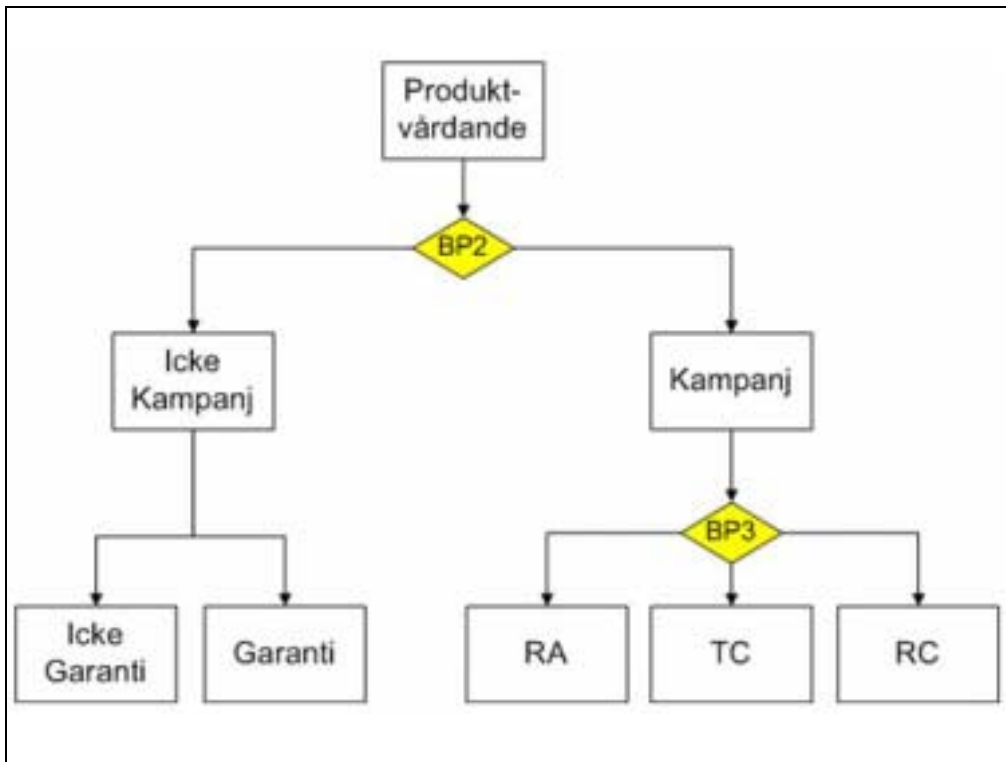 Produkt-
vårdande
BP2
Icke
Kampanj
Kampanj
BP3
Icke
Garanti
Garanti
RA
TC
RC